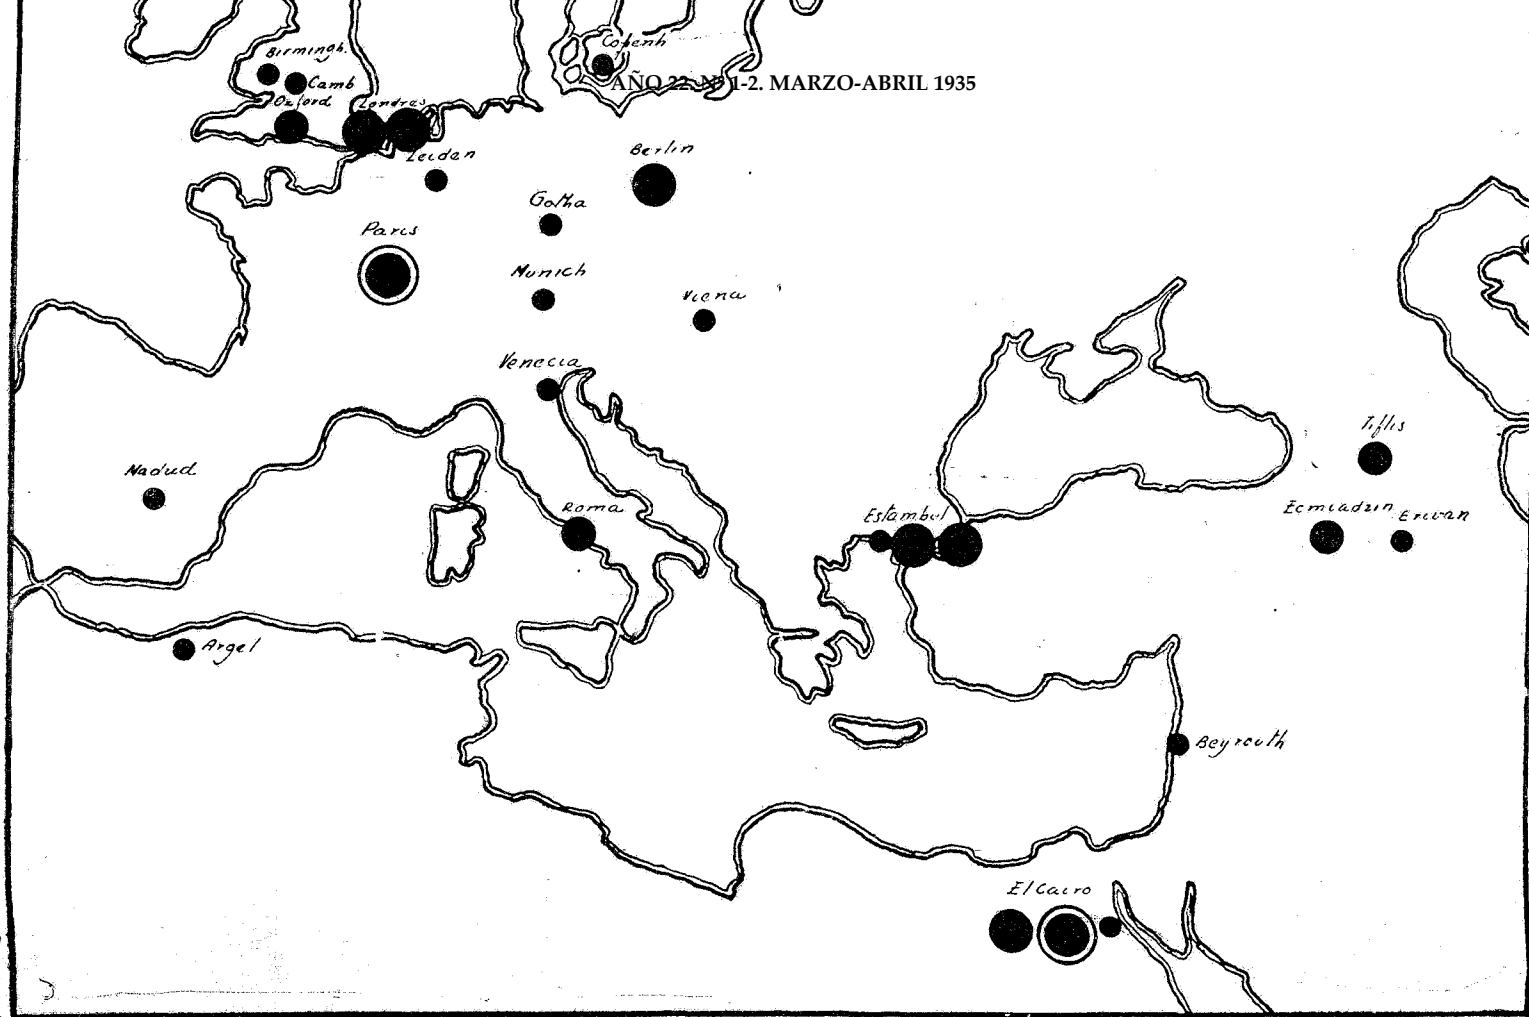 Copenh
Birmingh.
Camb
AÑO 22. Nº 1-2. MARZO-ABRIL 1935
Oxford
Londres
Leiden
Berlin
Gotha
Paris
Munich
Viena
Venecia
Tiflis
Madrid
Roma
Estambul
Ecmiadzin
Erivan
Argel
Beyrouth
El Cairo